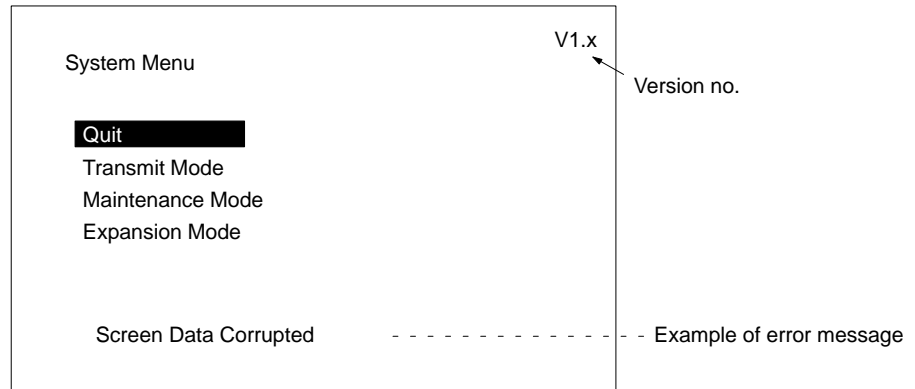 V1.x
System Menu
Version no.
Quit
Transmit Mode
Maintenance Mode
Expansion Mode
Screen Data Corrupted
Example of error message